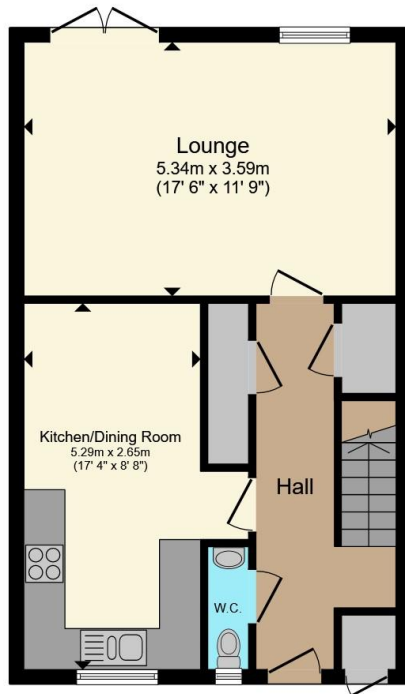 Lounge
5.34m x 3.59m
(17' 6" x 11' 9")
Kitchen/Dining Room
5.29m x 2.65m
(17' 4" x 8' 8")
Hall
W.C.